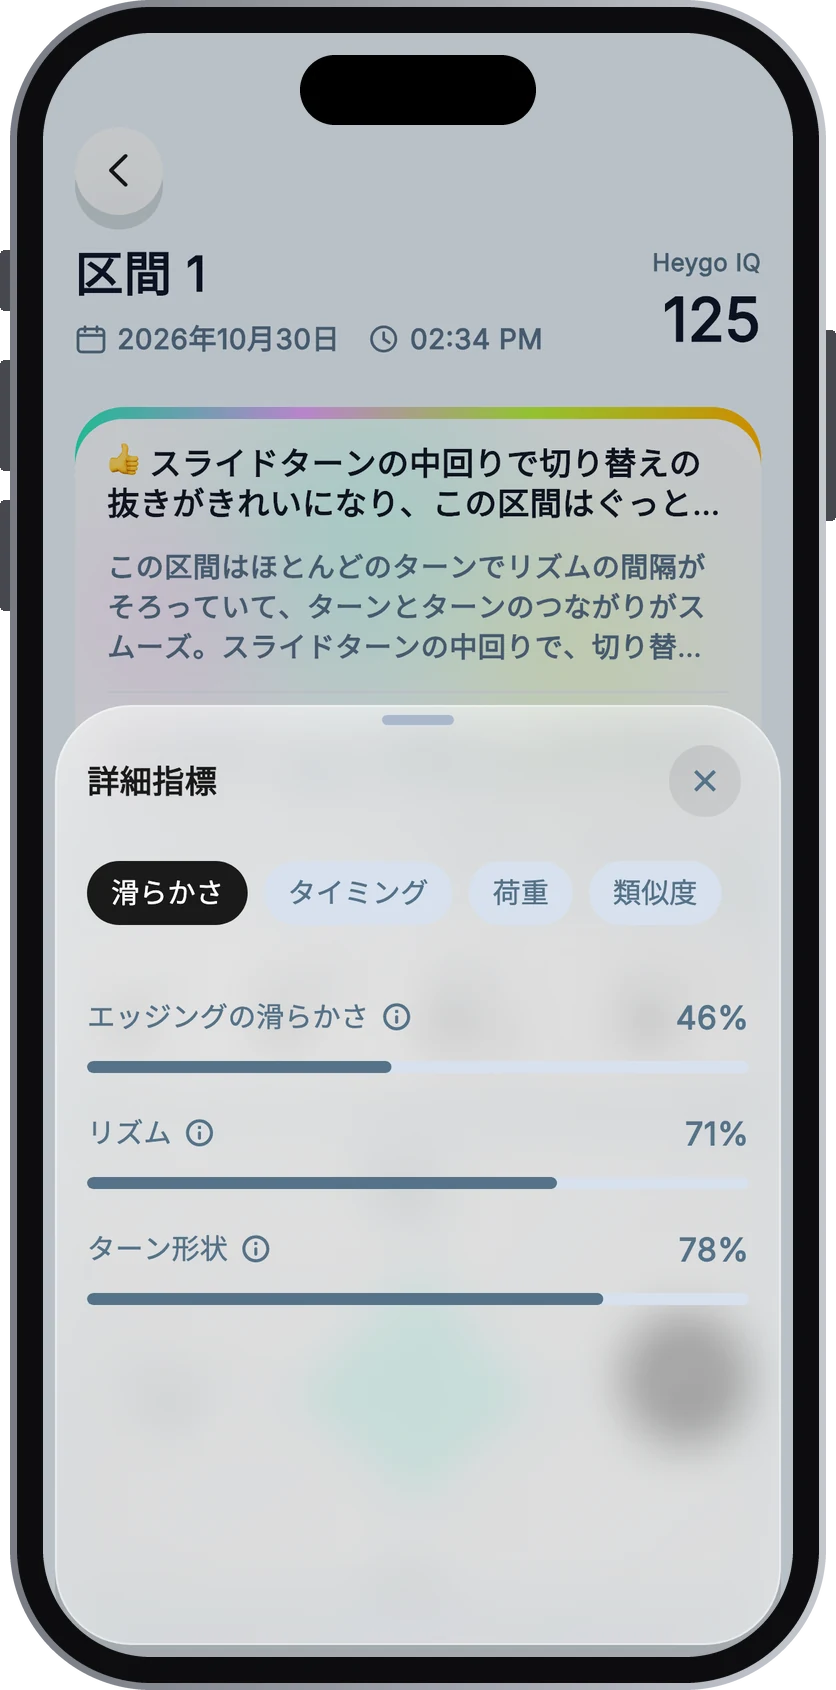 区間 1
Heygo IQ
125
2026年10月30日 02:34 PM
👍 スライドターンの中回りで切り替えの
抜きがきれいになり、この区間はぐっと...
この区間はほとんどのターンでリズムの間隔が
そろっていて、ターンとターンのつながりがス
ムーズ。スライドターンの中回りで、切り替...
詳細指標
滑らかさ タイミング 荷重 類似度
エッジングの滑らかさ 46%
リズム 71%
ターン形状 78%